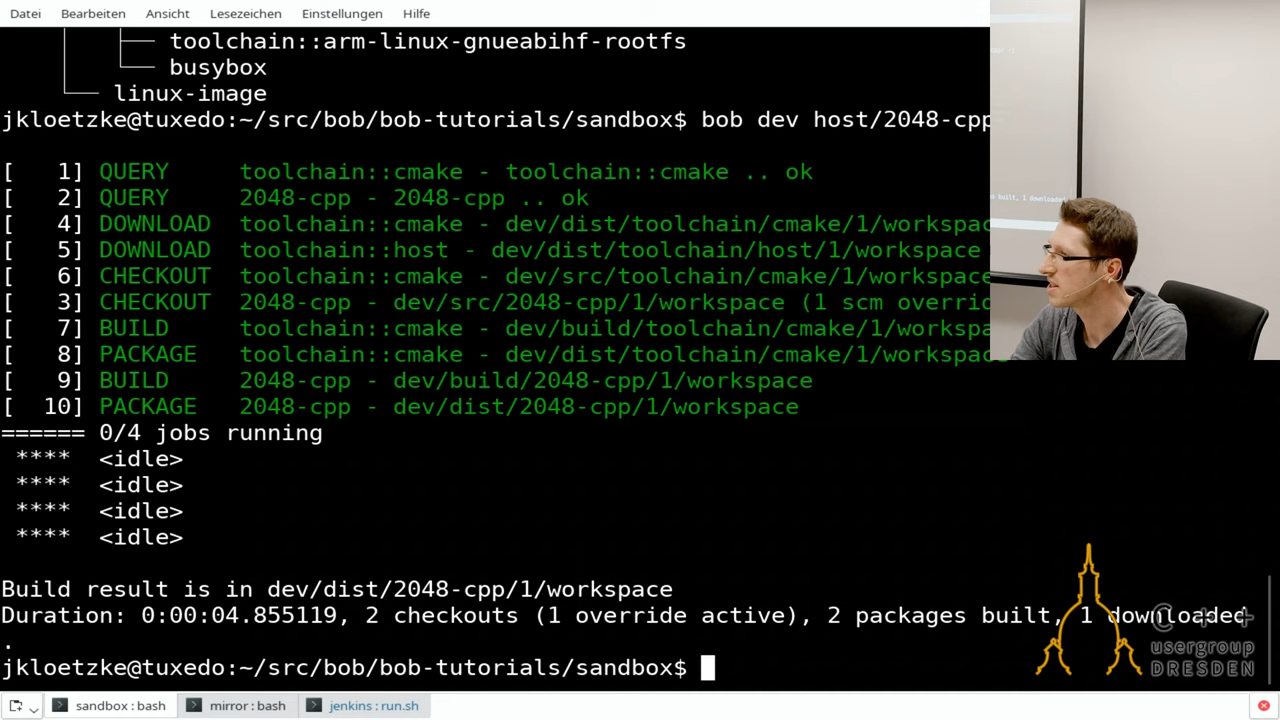 Datei Bearbeiten Ansicht Lesezeichen Einstellungen Hilfe
toolchain::arm-linux-gnueabihf-rootfs
busybox
linux-image
jkloetzke@tuxedo:~/src/bob/bob-tutorials/sandbox$ bob dev host/2048-cpp
[ 1] QUERY toolchain::cmake - toolchain::cmake .. ok
[ 2] QUERY 2048-cpp - 2048-cpp .. ok
[ 4] DOWNLOAD toolchain::cmake - dev/dist/toolchain/cmake/1/workspac
[ 5] DOWNLOAD toolchain::host - dev/dist/toolchain/host/1/workspace
[ 6] CHECKOUT toolchain::cmake - dev/src/toolchain/cmake/1/workspace
[ 3] CHECKOUT 2048-cpp - dev/src/2048-cpp/1/workspace (1 scm overrid
[ 7] BUILD toolchain::cmake - dev/build/toolchain/cmake/1/workspa
[ 8] PACKAGE toolchain::cmake - dev/dist/toolchain/cmake/1/workspace
[ 9] BUILD 2048-cpp - dev/build/2048-cpp/1/workspace
[ 10] PACKAGE 2048-cpp - dev/dist/2048-cpp/1/workspace
====== 0/4 jobs running
**** <idle>
**** <idle>
**** <idle>
**** <idle>
Build result is in dev/dist/2048-cpp/1/workspace
Duration: 0:00:04.855119, 2 checkouts (1 override active), 2 packages built, 1 downloaded
.
jkloetzke@tuxedo:~/src/bob/bob-tutorials/sandbox$
C++
usergroup
DRESDEN
sandbox : bash mirror : bash jenkins : run.sh